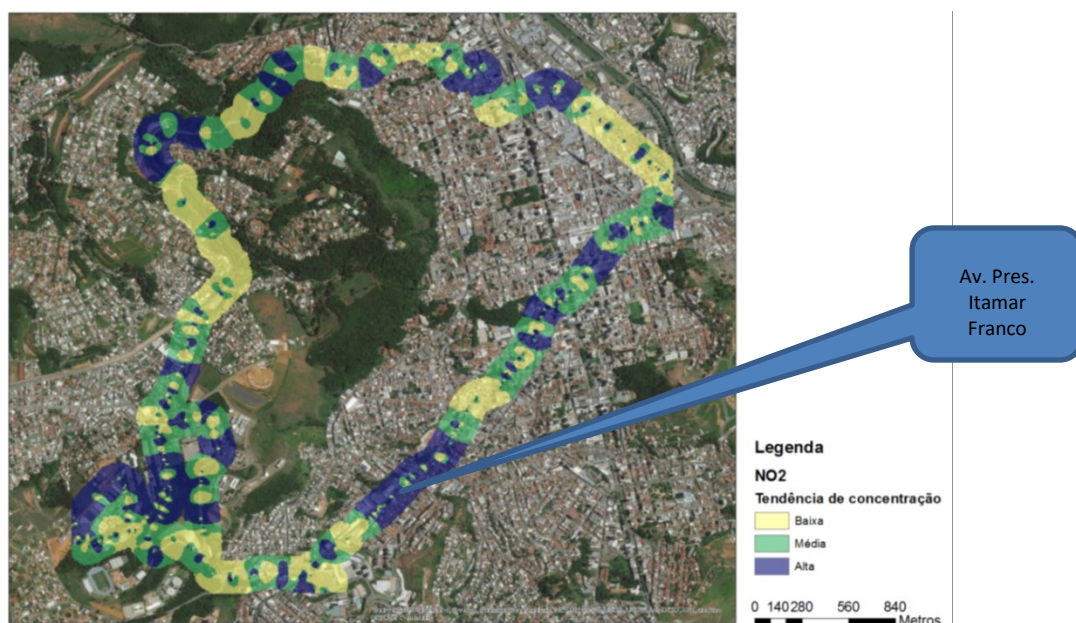 Av. Pres.
Itamar
Franco
Legenda
NO2
Tendência de concentração
Baixa
Média
Alta
0 140 280 560 840
Metros